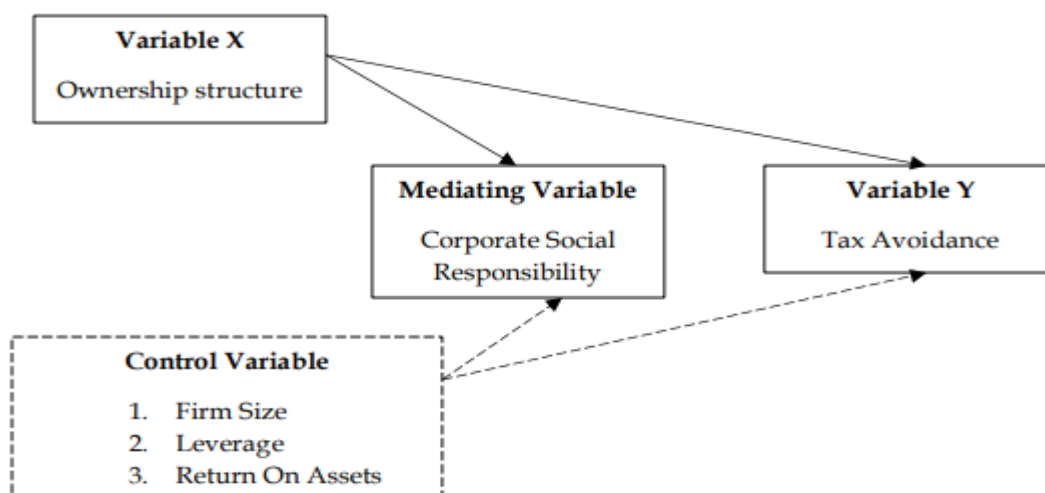 Variable X
Ownership structure
Mediating Variable
Corporate Social
Responsibility
Variable Y
Tax Avoidance
Control Variable
1. Firm Size
2. Leverage
3. Return On Assets